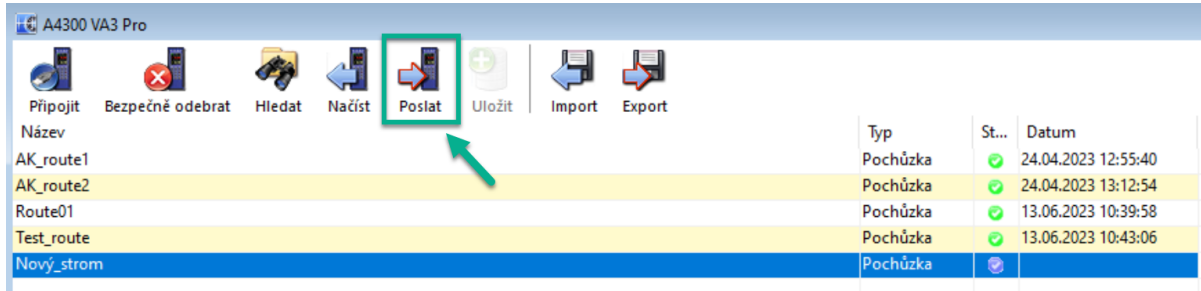 A4300 VA3 Pro
Připojit Bezpečně odebrat Hledat Načíst Poslat Uložit Import Export
Název Typ St... Datum
AK_route1 Pochůzka 24.04.2023 12:55:40
AK_route2 Pochůzka 24.04.2023 13:12:54
Route01 Pochůzka 13.06.2023 10:39:58
Test_route Pochůzka 13.06.2023 10:43:06
Nový_strom Pochůzka